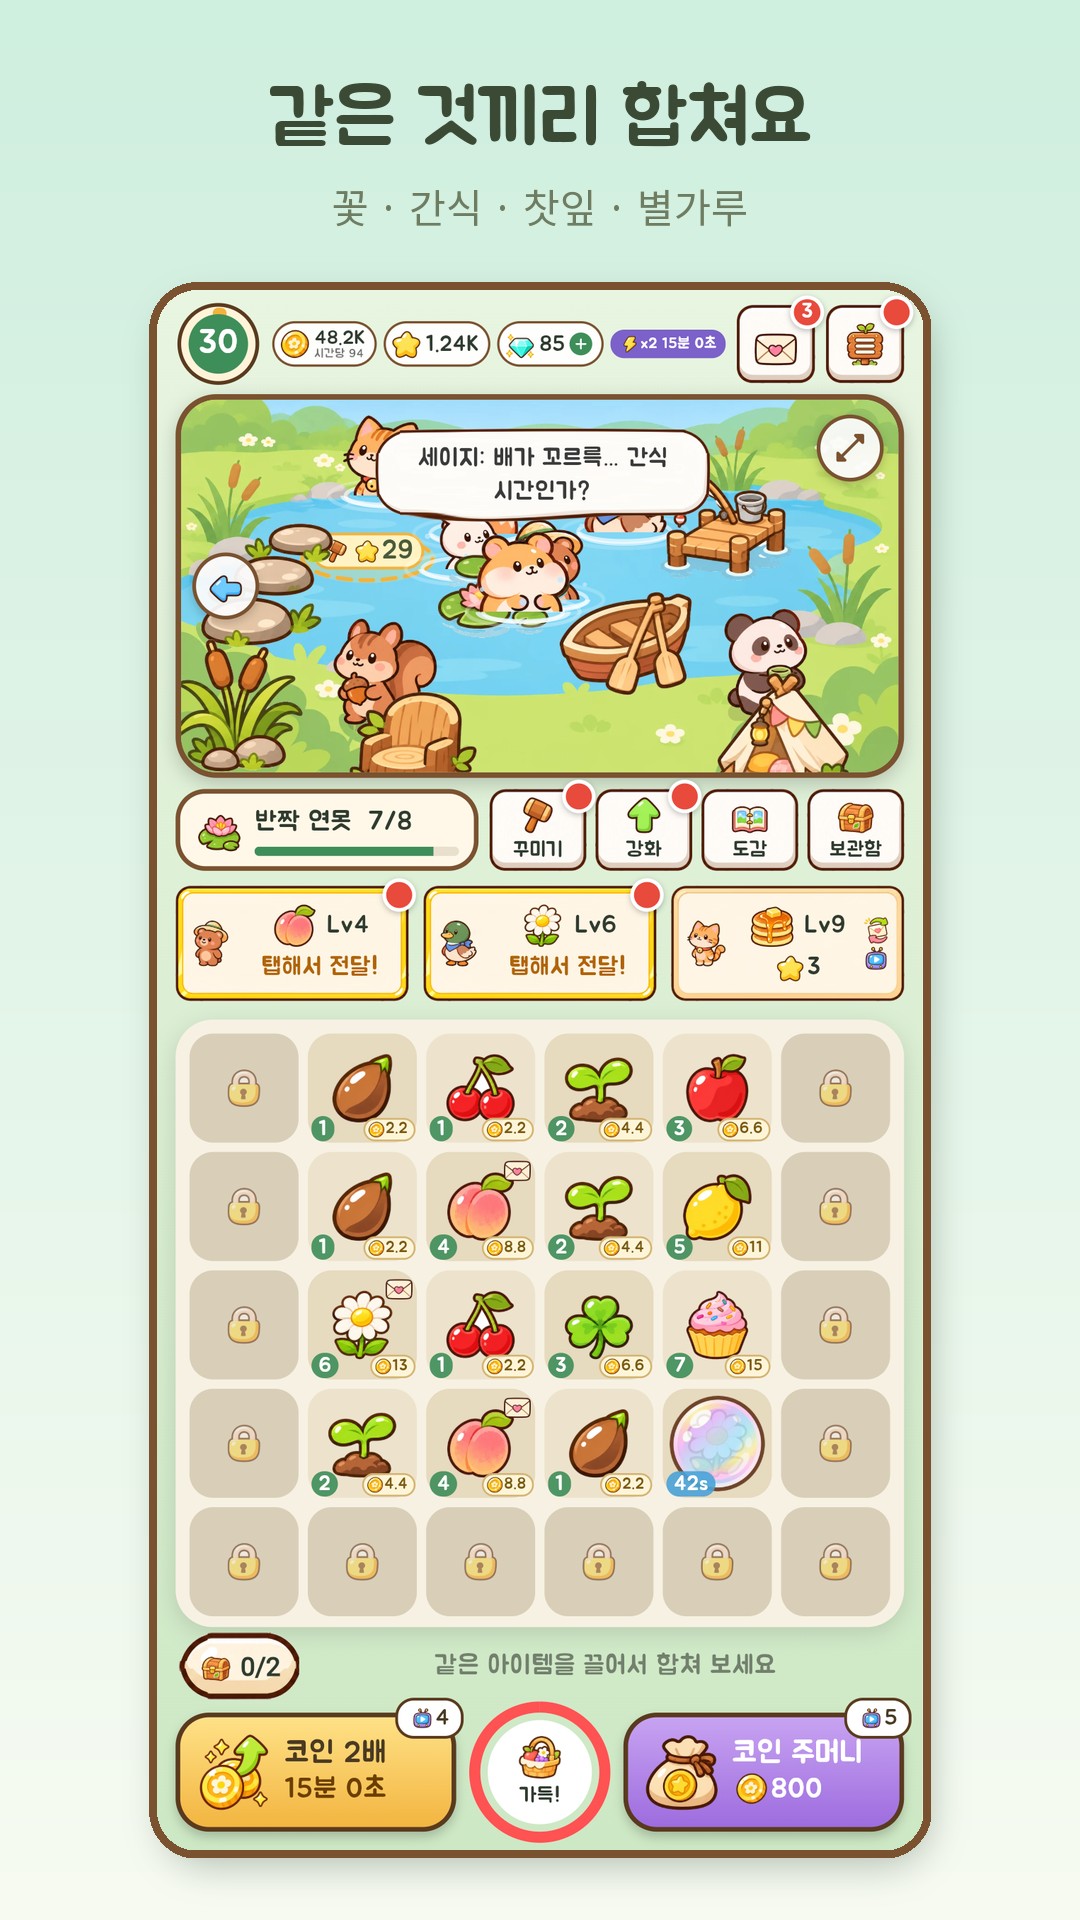 같은 것끼리 합쳐요
꽃 · 간식 · 찻잎 · 별가루
30
48.2K
시간당 94
1.24K
85 +
x2 15분 0초
3
세이지: 배가 꼬르륵... 간식
시간인가?
29
반짝 연못 7/8
꾸미기
강화
도감
보관함
Lv4
탭해서 전달!
Lv6
탭해서 전달!
Lv9
3
1 2.2
1 2.2
2 4.4
3 6.6
1 2.2
4 8.8
2 4.4
5 11
6 13
1 2.2
3 6.6
7 15
2 4.4
4 8.8
1 2.2
42s
0/2
같은 아이템을 끌어서 합쳐 보세요
4
코인 2배
15분 0초
가득!
5
코인 주머니
800